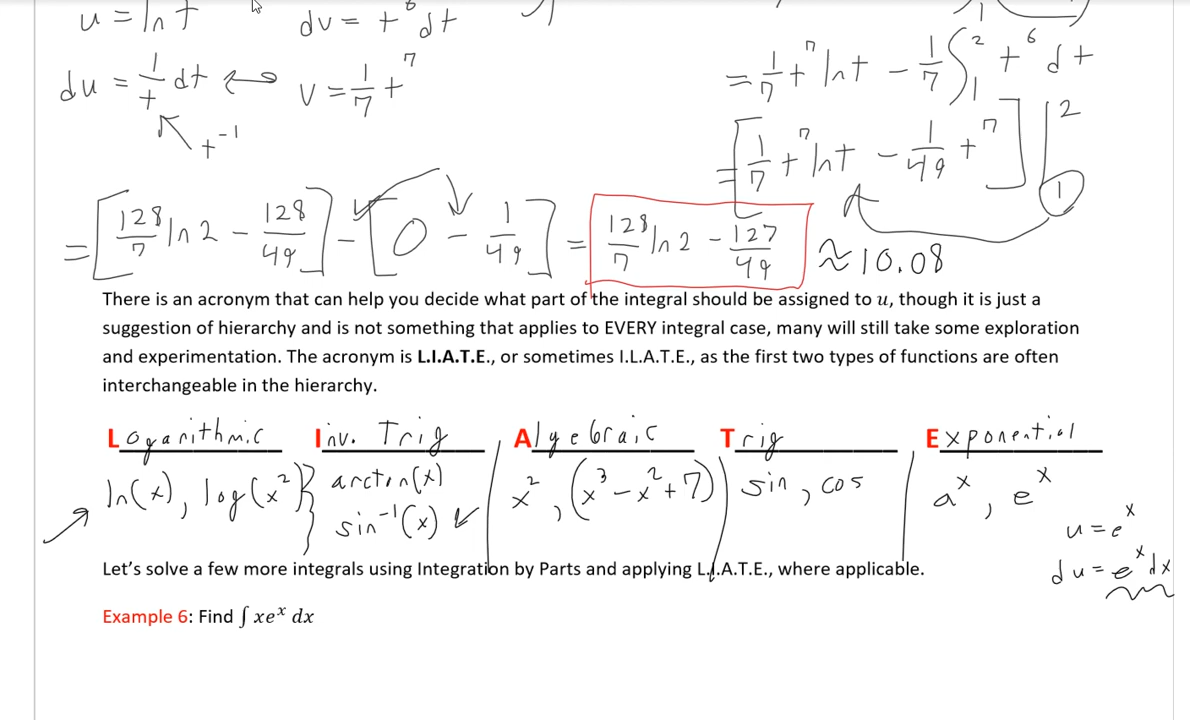 u = ln t   dv = t^6 dt
du = 1/t dt   v = 1/7 t^7
t^-1
= 1/7 t^7 ln t - 1/7 ∫_1^2 t^6 dt
= [1/7 t^7 ln t - 1/49 t^7] |_1^2
= [128/7 ln 2 - 128/49] - [0 - 1/49] = 128/7 ln 2 - 127/49 ≈ 10.08
There is an acronym that can help you decide what part of the integral should be assigned to u, though it is just a
suggestion of hierarchy and is not something that applies to EVERY integral case, many will still take some exploration
and experimentation. The acronym is L.I.A.T.E., or sometimes I.L.A.T.E., as the first two types of functions are often
interchangeable in the hierarchy.
Logarithmic   Inv. Trig   Algebraic   Trig   Exponential
ln(x), log(x^2)   arctan(x)   x^2, (x^3 - x^2 + 7)   sin, cos   a^x, e^x
sin^-1(x)
u = e^x
du = e^x dx
Let's solve a few more integrals using Integration by Parts and applying L.I.A.T.E., where applicable.
Example 6: Find ∫ xe^x dx